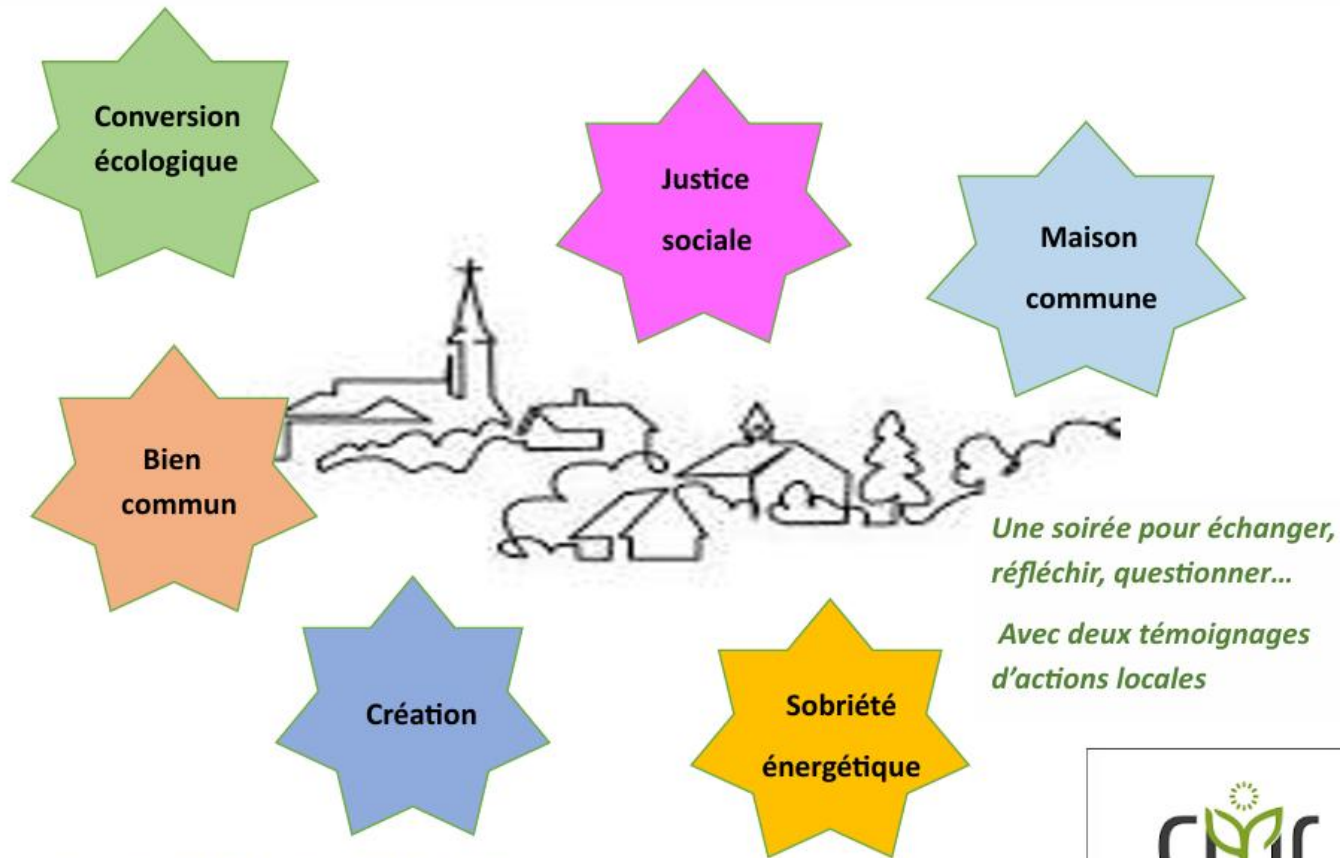 Conversion
écologique
Justice
sociale
Maison
commune
Bien
commun
Une soirée pour échanger,
réfléchir, questionner…
Avec deux témoignages
d'actions locales
Création
Sobriété
énergétique